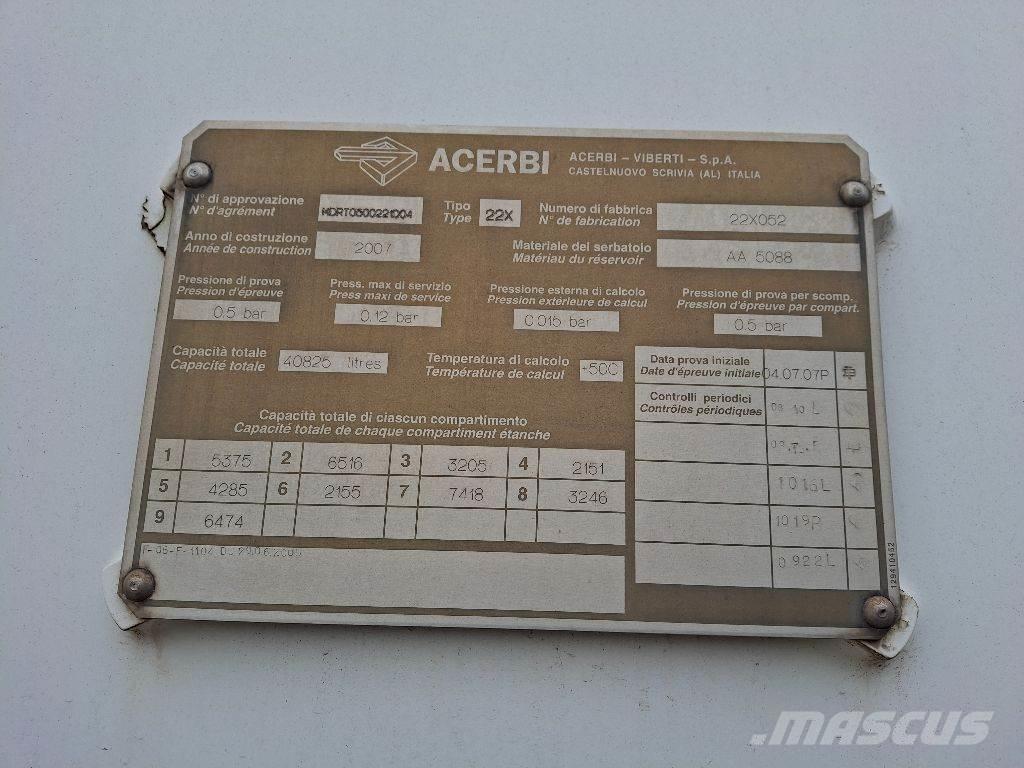 ACERBI
ACERBI - VIBERTI - S.p.A.
CASTELNUOVO SCRIVIA (AL) ITALIA
N° di approvazione
N° d'agrément
MDRT0500221004
Tipo
Type
22X
Numero di fabbrica
N° de fabrication
22X052
Anno di costruzione
Année de construction
2007
Materiale del serbatoio
Matériau du réservoir
AA 5088
Pressione di prova
Pression d'épreuve
0.5 bar
Press. max di servizio
Press maxi de service
0.12 bar
Pressione esterna di calcolo
Pression extérieure de calcul
0.015 bar
Pressione di prova per scomp.
Pression d'épreuve par compart.
0.5 bar
Capacità totale
Capacité totale
40825 litres
Temperatura di calcolo
Température de calcul
+50C
Data prova iniziale
Date d'épreuve initiale
04.07.07P
Controlli periodici
Contrôles périodiques
10 L
1016L
1019P
0922L
Capacità totale di ciascun compartimento
Capacité totale de chaque compartiment étanche
1 5375 2 6516 3 3205 4 2151
5 4285 6 2155 7 7418 8 3246
9 6474
129410452
.MASCUS